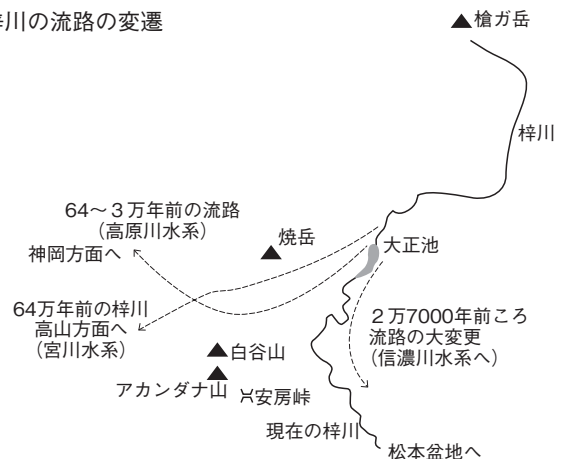 川の流路の変遷
槍ガ岳
梓川
64〜3万年前の流路
(高原川水系)
神岡方面へ
焼岳
大正池
64万年前の梓川
高山方面へ
(宮川水系)
2万7000年前ころ
流路の大変更
(信濃川水系へ)
白谷山
アカンダナ山
安房峠
現在の梓川
松本盆地へ